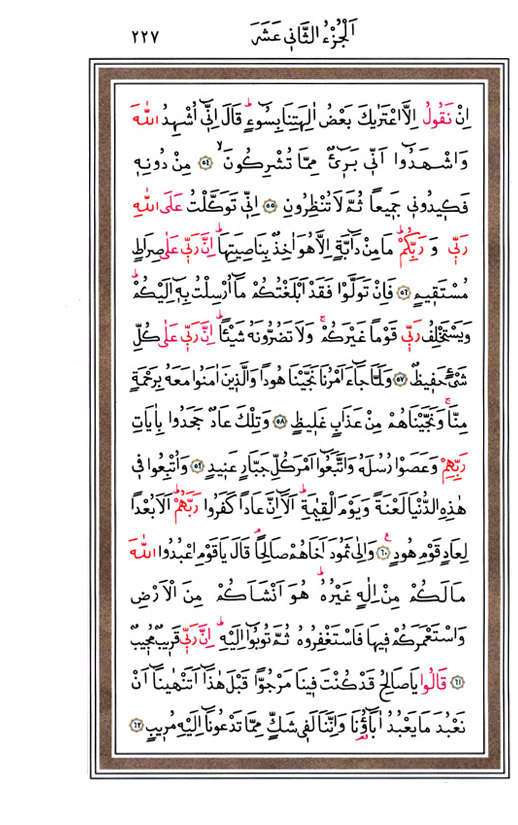 اَلْجُزْءُ الثَّانِي عَشَرَ
٢٢٧
اِنْ نَقُولُ اِلَّا اعْتَرٰيكَ بَعْضُ اٰلِهَتِنَا بِسُوءٍۜ قَالَ اِنّ۪ٓي اُشْهِدُ اللّٰهَ
وَاشْهَدُٓوا اَنّ۪ي بَر۪ٓيءٌ مِمَّا تُشْرِكُونَۙ ﴿٥٤﴾ مِنْ دُونِه۪
فَك۪يدُون۪ي جَم۪يعاً ثُمَّ لَا تُنْظِرُونِ ﴿٥٥﴾ اِنّ۪ي تَوَكَّلْتُ عَلَى اللّٰهِ
رَبّ۪ي وَرَبِّكُمْۜ مَا مِنْ دَٓابَّةٍ اِلَّا هُوَ اٰخِذٌ بِنَاصِيَتِهَاۜ اِنَّ رَبّ۪ي عَلٰى صِرَاطٍ
مُسْتَق۪يمٍ ﴿٥٦﴾ فَاِنْ تَوَلَّوْا فَقَدْ اَبْلَغْتُكُمْ مَٓا اُرْسِلْتُ بِه۪ٓ اِلَيْكُمْۜ
وَيَسْتَخْلِفُ رَبّ۪ي قَوْماً غَيْرَكُمْۚ وَلَا تَضُرُّونَهُ شَيْـٔاًۜ اِنَّ رَبّ۪ي عَلٰى كُلِّ
شَيْءٍ حَف۪يظٌ ﴿٥٧﴾ وَلَمَّا جَٓاءَ اَمْرُنَا نَجَّيْنَا هُوداً وَالَّذ۪ينَ اٰمَنُوا مَعَهُ بِرَحْمَةٍ
مِنَّاۚ وَنَجَّيْنَاهُمْ مِنْ عَذَابٍ غَل۪يظٍ ﴿٥٨﴾ وَتِلْكَ عَادٌ جَحَدُوا بِاٰيَاتِ
رَبِّهِمْ وَعَصَوْا رُسُلَهُ وَاتَّبَعُٓوا اَمْرَ كُلِّ جَبَّارٍ عَن۪يدٍ ﴿٥٩﴾ وَاُتْبِعُوا ف۪ي
هٰذِهِ الدُّنْيَا لَعْنَةً وَيَوْمَ الْقِيٰمَةِۜ اَلَٓا اِنَّ عَاداً كَفَرُوا رَبَّهُمْۜ اَلَا بُعْداً
لِعَادٍ قَوْمِ هُودٍ۟ ﴿٦٠﴾ وَاِلٰى ثَمُودَ اَخَاهُمْ صَالِحاًۢ قَالَ يَا قَوْمِ اعْبُدُوا اللّٰهَ
مَا لَكُمْ مِنْ اِلٰهٍ غَيْرُهُۜ هُوَ اَنْشَاَكُمْ مِنَ الْاَرْضِ
وَاسْتَعْمَرَكُمْ ف۪يهَا فَاسْتَغْفِرُوهُ ثُمَّ تُوبُٓوا اِلَيْهِۜ اِنَّ رَبّ۪ي قَر۪يبٌ مُج۪يبٌ
﴿٦١﴾ قَالُوا يَا صَالِحُ قَدْ كُنْتَ ف۪ينَا مَرْجُواًّ قَبْلَ هٰذَٓا اَتَنْهٰينَٓا اَنْ
نَعْبُدَ مَا يَعْبُدُ اٰبَٓاؤُ۬نَا وَاِنَّنَا لَف۪ي شَكٍّ مِمَّا تَدْعُونَٓا اِلَيْهِ مُر۪يبٍ ﴿٦٢﴾